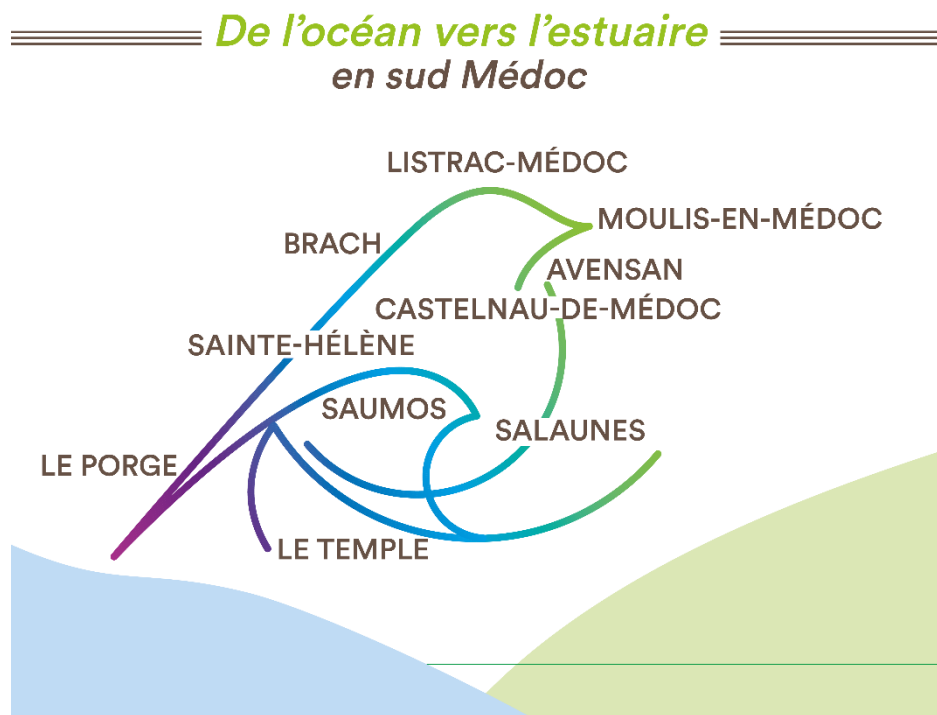 De l'océan vers l'estuaire
en sud Médoc
LISTRAC-MÉDOC
MOULIS-EN-MÉDOC
BRACH
AVENSAN
CASTELNAU-DE-MÉDOC
SAINTE-HÉLÈNE
SAUMOS
SALAUNES
LE PORGE
LE TEMPLE